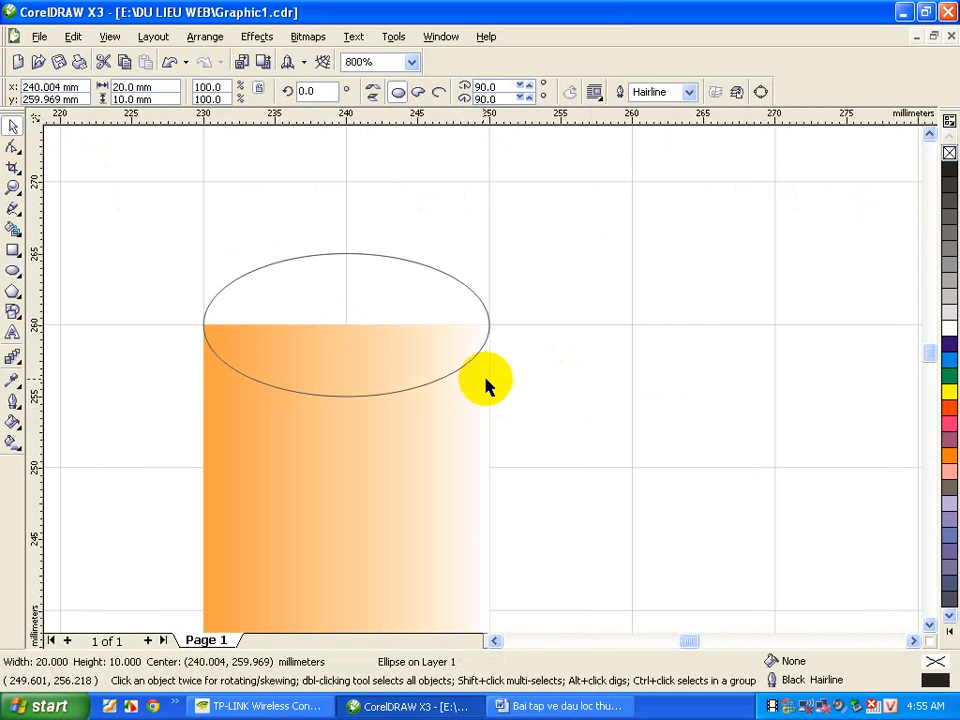 CorelDRAW X3 - [E:\DU LIEU WEB\Graphic1.cdr]
File Edit View Layout Arrange Effects Bitmaps Text Tools Window Help
800%
x: 240.004 mm 20.0 mm 100.0 % 0.0 ° 90.0 ° Hairline
y: 259.969 mm 10.0 mm 100.0 % 90.0 °
220 225 230 235 240 245 250 255 260 265 270 275 millimeters
270
265
260
255
250
245
millimeters
1 of 1 Page 1
Width: 20.000 Height: 10.000 Center: (240.004, 259.969) millimeters Ellipse on Layer 1 None
(249.601, 256.218) Click an object twice for rotating/skewing; dbl-clicking tool selects all objects; Shift+click multi-selects; Alt+click digs; Ctrl+click selects in a group Black Hairline
start » TP-LINK Wireless Con... CorelDRAW X3 - [E:\... Bai tap ve dau loc thu... V 4:55 AM